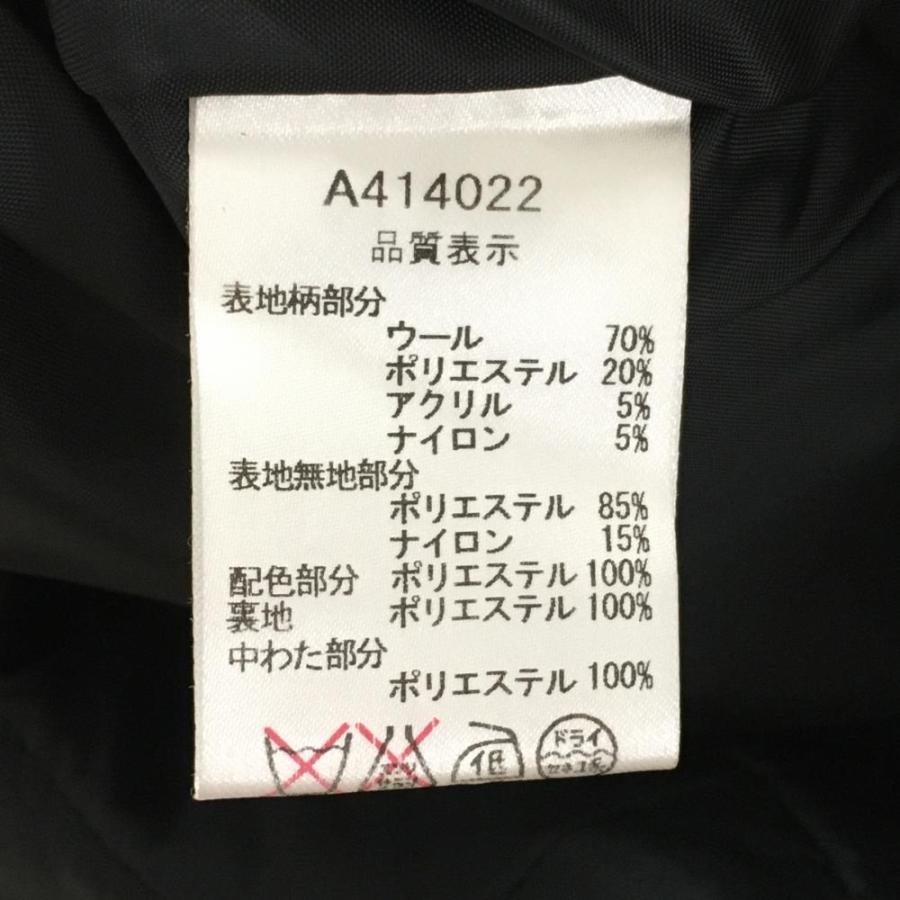 A414022
品質表示
表地柄部分
ウール 70%
ポリエステル 20%
アクリル 5%
ナイロン 5%
表地無地部分
ポリエステル 85%
ナイロン 15%
配色部分 ポリエステル 100%
裏地 ポリエステル 100%
中わた部分
ポリエステル 100%
低 ドライ